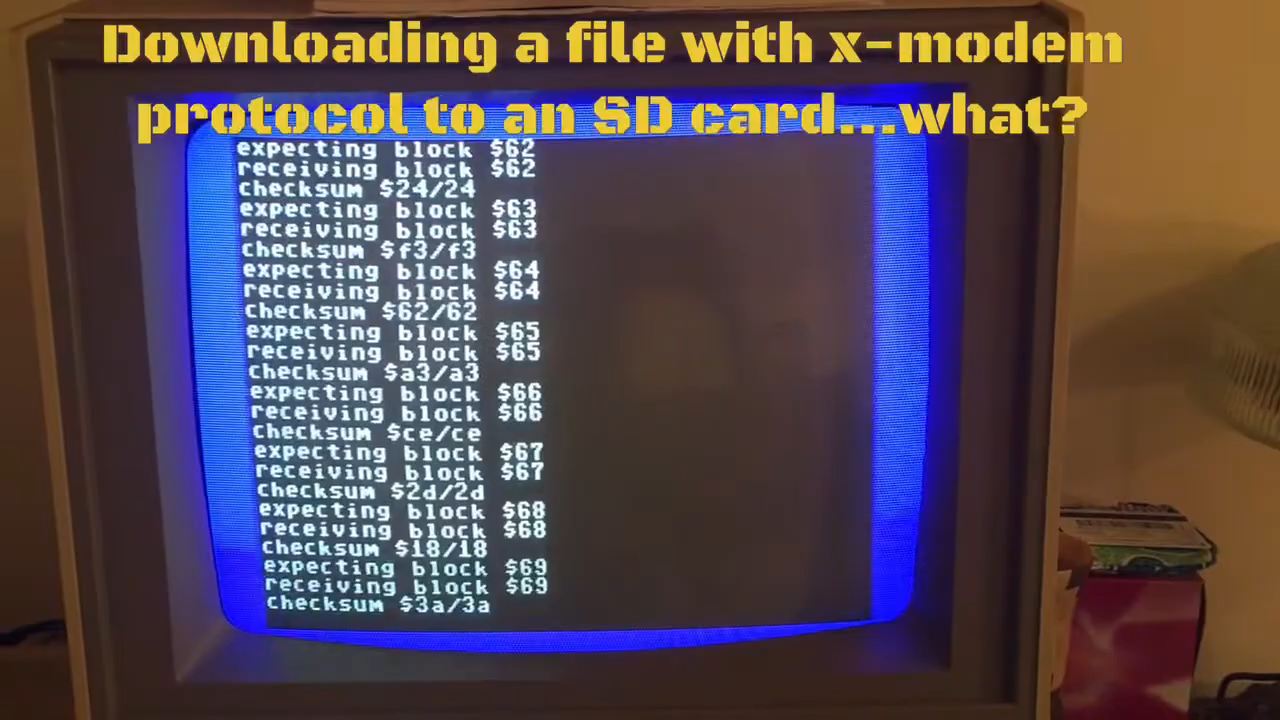 Downloading a file with x-modem
protocol to an SD card...what?
expecting block $62
receiving block $62
checksum $24/24
expecting block $63
receiving block $63
checksum $f3/f3
expecting block $64
receiving block $64
checksum $62/62
expecting block $65
receiving block $65
checksum $a3/a3
expecting block $66
receiving block $66
checksum $ce/ce
expecting block $67
receiving block $67
checksum $2d/2d
expecting block $68
receiving block $68
checksum $18/18
expecting block $69
receiving block $69
checksum $3a/3a